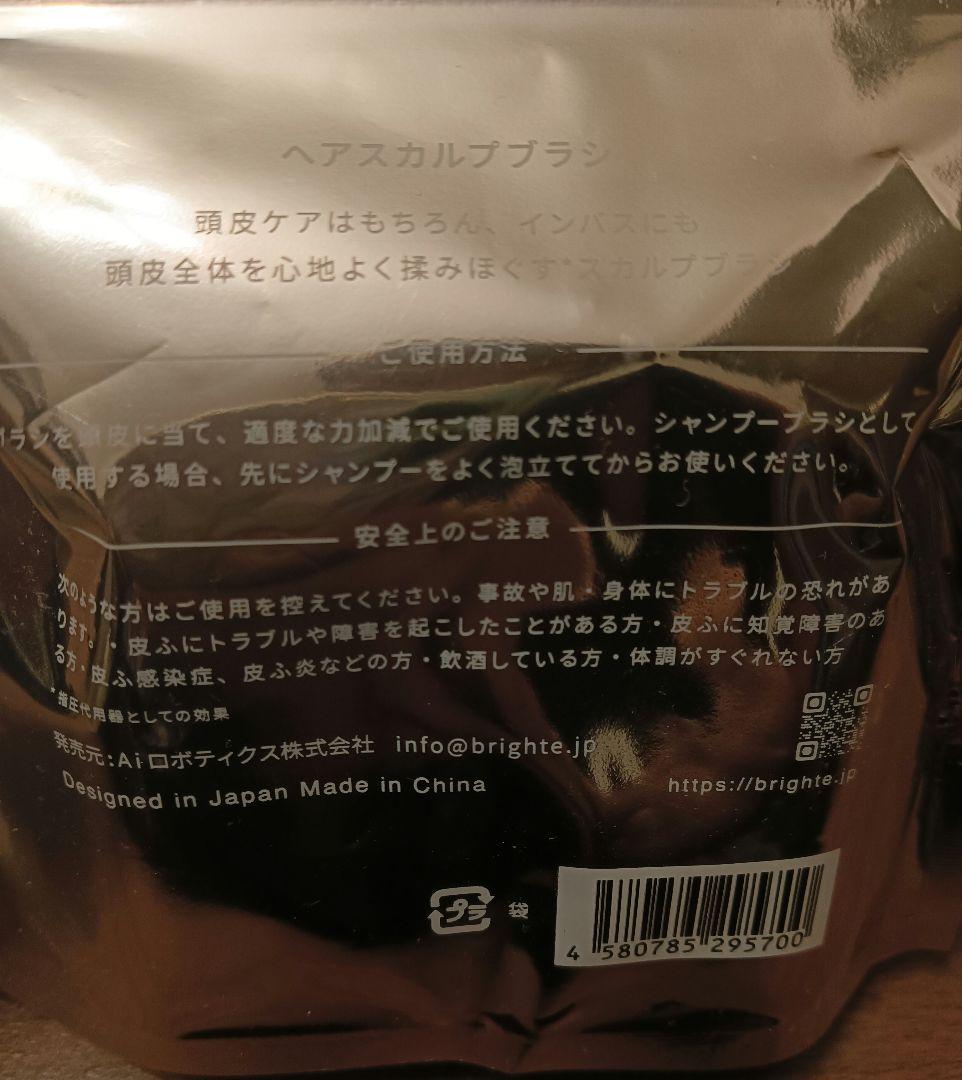 ヘアスカルプブラシ
頭皮ケアはもちろん、インバスにも
頭皮全体を心地よく揉みほぐす*スカルプブラシ
ご使用方法
ブラシを頭皮に当て、適度な力加減でご使用ください。シャンプーブラシとして
使用する場合、先にシャンプーをよく泡立ててからお使いください。
安全上のご注意
次のような方はご使用を控えてください。事故や肌・身体にトラブルの恐れがあ
ります。・皮ふにトラブルや障害を起こしたことがある方・皮ふに知覚障害のあ
る方・皮ふ感染症、皮ふ炎などの方・飲酒している方・体調がすぐれない方
*指圧代用器としての効果
発売元:Aiロボティクス株式会社 info@brighte.jp
Designed in Japan Made in China
https://brighte.jp
プラ 袋
4 580785 295700